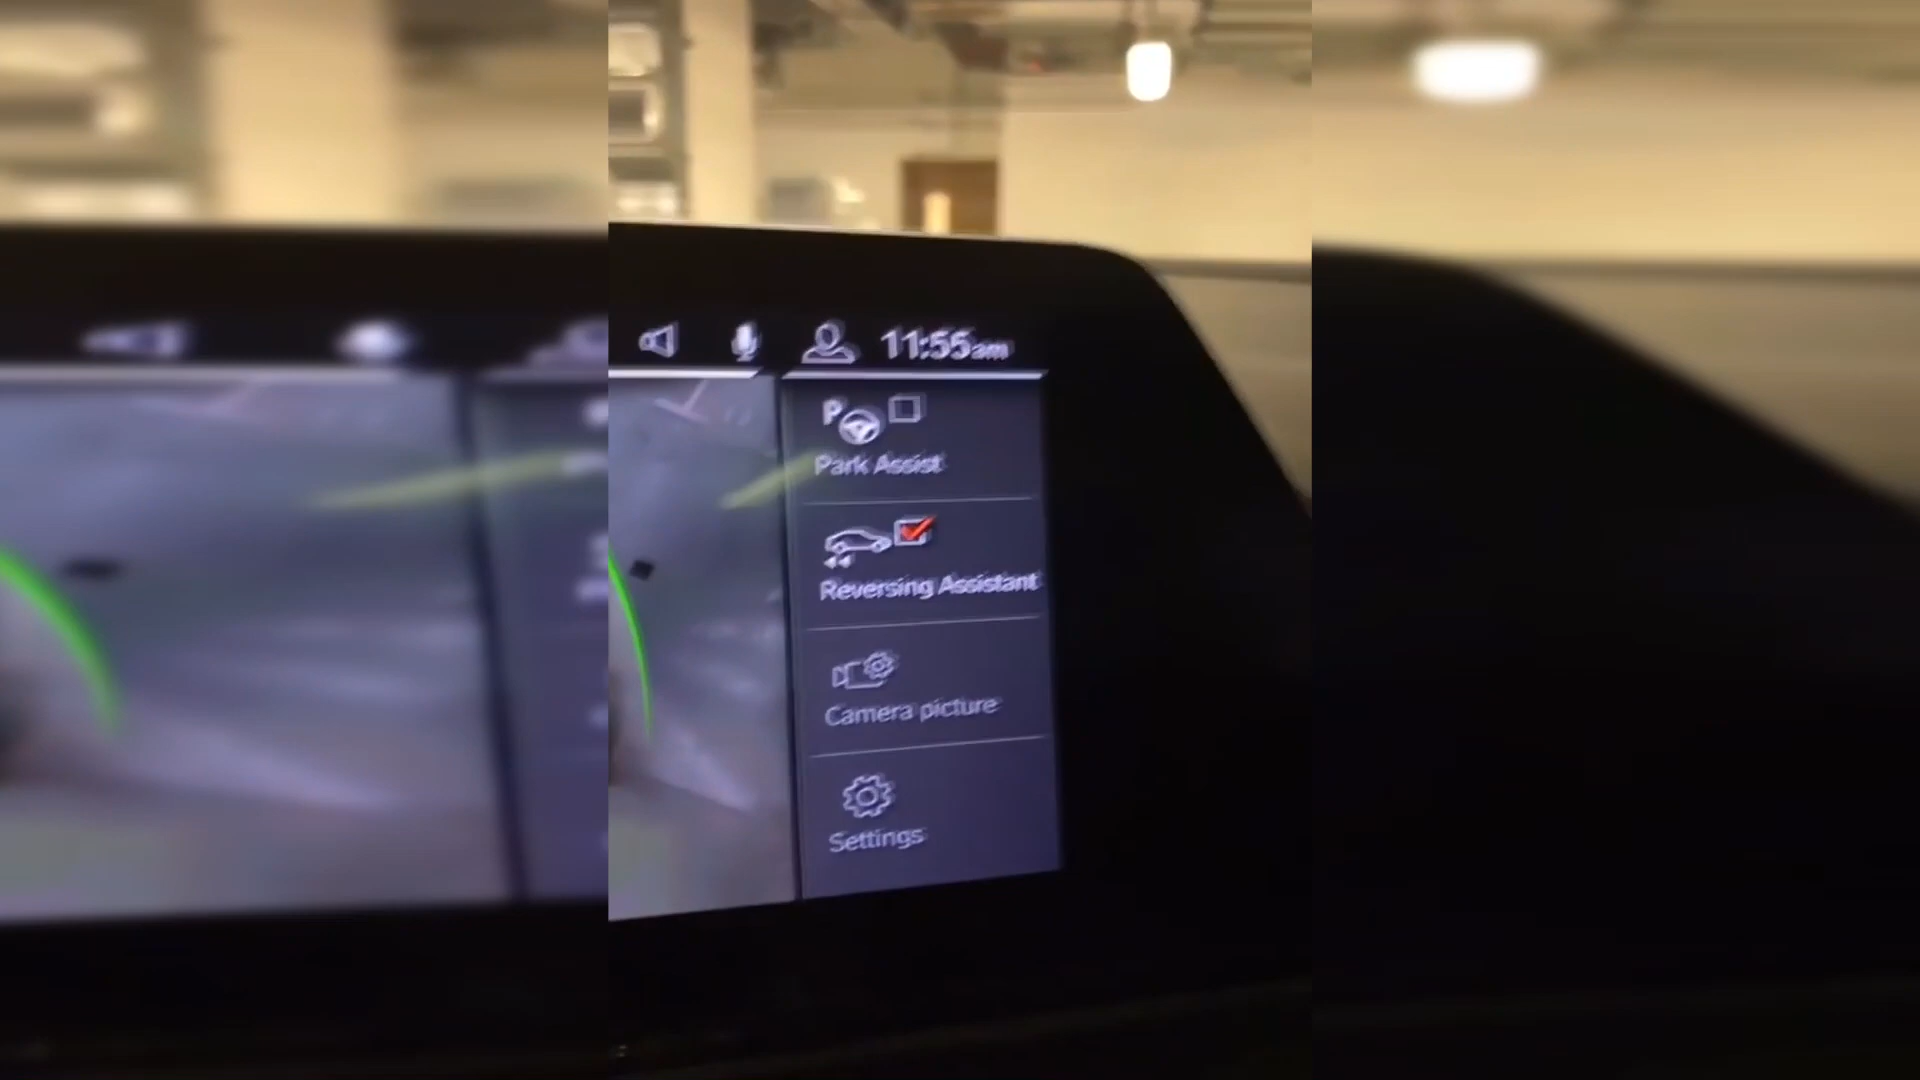 11:55am
P
Park Assist
Reversing Assistant
Camera picture
Settings